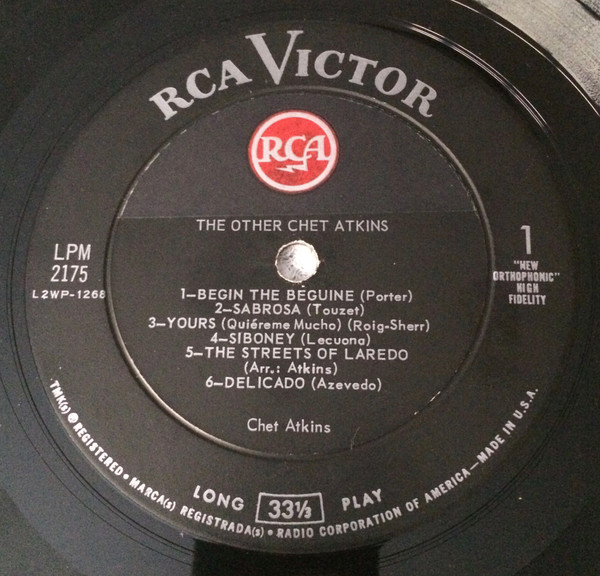 RCA VICTOR
RCA
THE OTHER CHET ATKINS
LPM
2175
L2WP-1268
1
"NEW
ORTHOPHONIC"
HIGH
FIDELITY
1—BEGIN THE BEGUINE (Porter)
2—SABROSA (Touzet)
3—YOURS (Quiéreme Mucho) (Roig-Sherr)
4—SIBONEY (Lecuona)
5—THE STREETS OF LAREDO
(Arr.: Atkins)
6—DELICADO (Azevedo)
Chet Atkins
LONG 33⅓ PLAY
TMK(s) ® REGISTERED • MARCA(s) REGISTRADA(s) • RADIO CORPORATION OF AMERICA—MADE IN U.S.A.